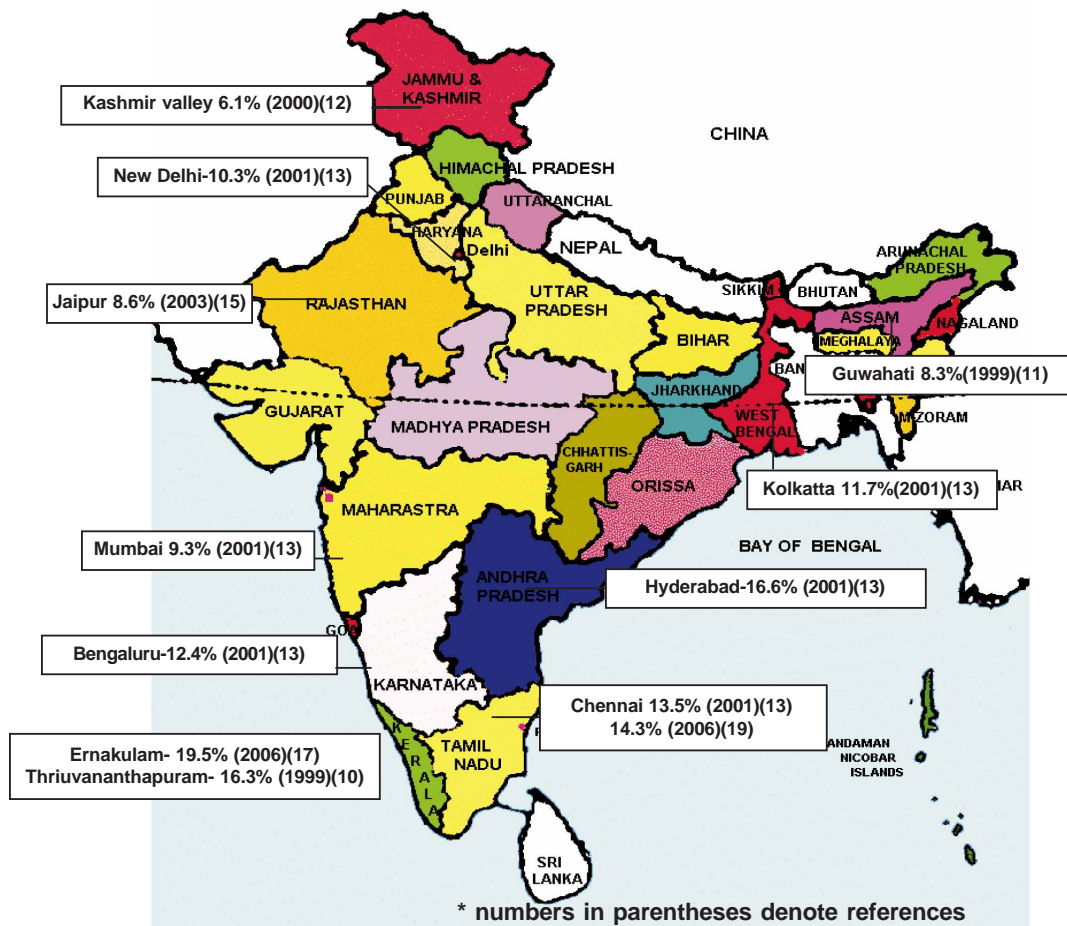 JAMMU &
KASHMIR
Kashmir valley 6.1% (2000)(12)
CHINA
HIMACHAL PRADESH
New Delhi-10.3% (2001)(13)
PUNJAB
UTTARANCHAL
HARYANA
Delhi
NEPAL
ARUNACHAL
PRADESH
SIKKIM
BHUTAN
Jaipur 8.6% (2003)(15)
RAJASTHAN
UTTAR
PRADESH
ASSAM
NAGALAND
BIHAR
MEGHALAYA
BAN
Guwahati 8.3%(1999)(11)
JHARKHAND
GUJARAT
MADHYA PRADESH
WEST
BENGAL
MIZORAM
CHHATTIS-
GARH
ORISSA
Kolkatta 11.7%(2001)(13)
MAR
MAHARASTRA
Mumbai 9.3% (2001)(13)
BAY OF BENGAL
ANDHRA
PRADESH
Hyderabad-16.6% (2001)(13)
GOA
Bengaluru-12.4% (2001)(13)
KARNATAKA
Chennai 13.5% (2001)(13)
14.3% (2006)(19)
P
KERALA
TAMIL
NADU
Ernakulam- 19.5% (2006)(17)
Thriuvananthapuram- 16.3% (1999)(10)
ANDAMAN
NICOBAR
ISLANDS
SRI
LANKA
* numbers in parentheses denote references